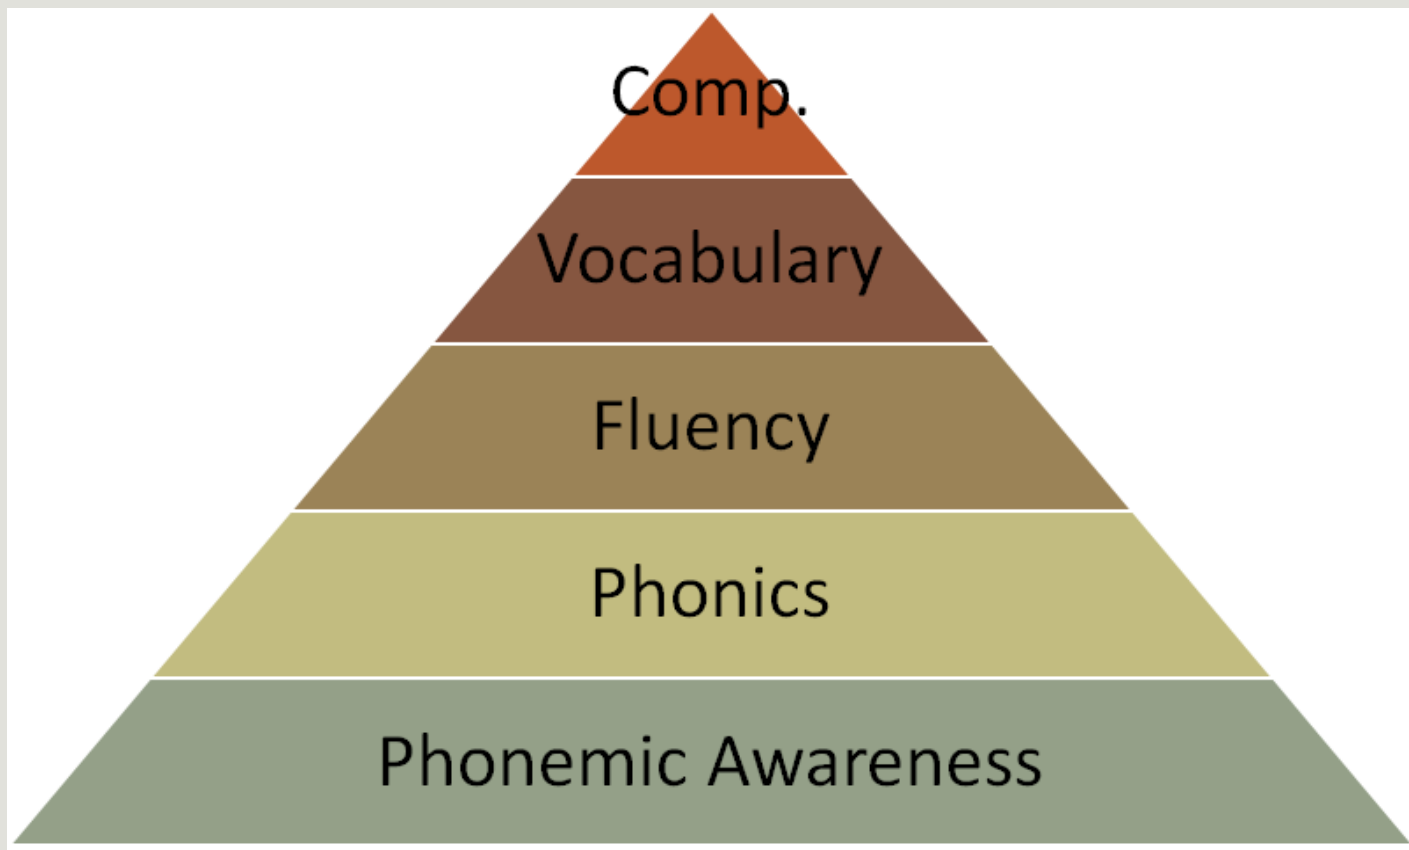 Comp.
Vocabulary
Fluency
Phonics
Phonemic Awareness